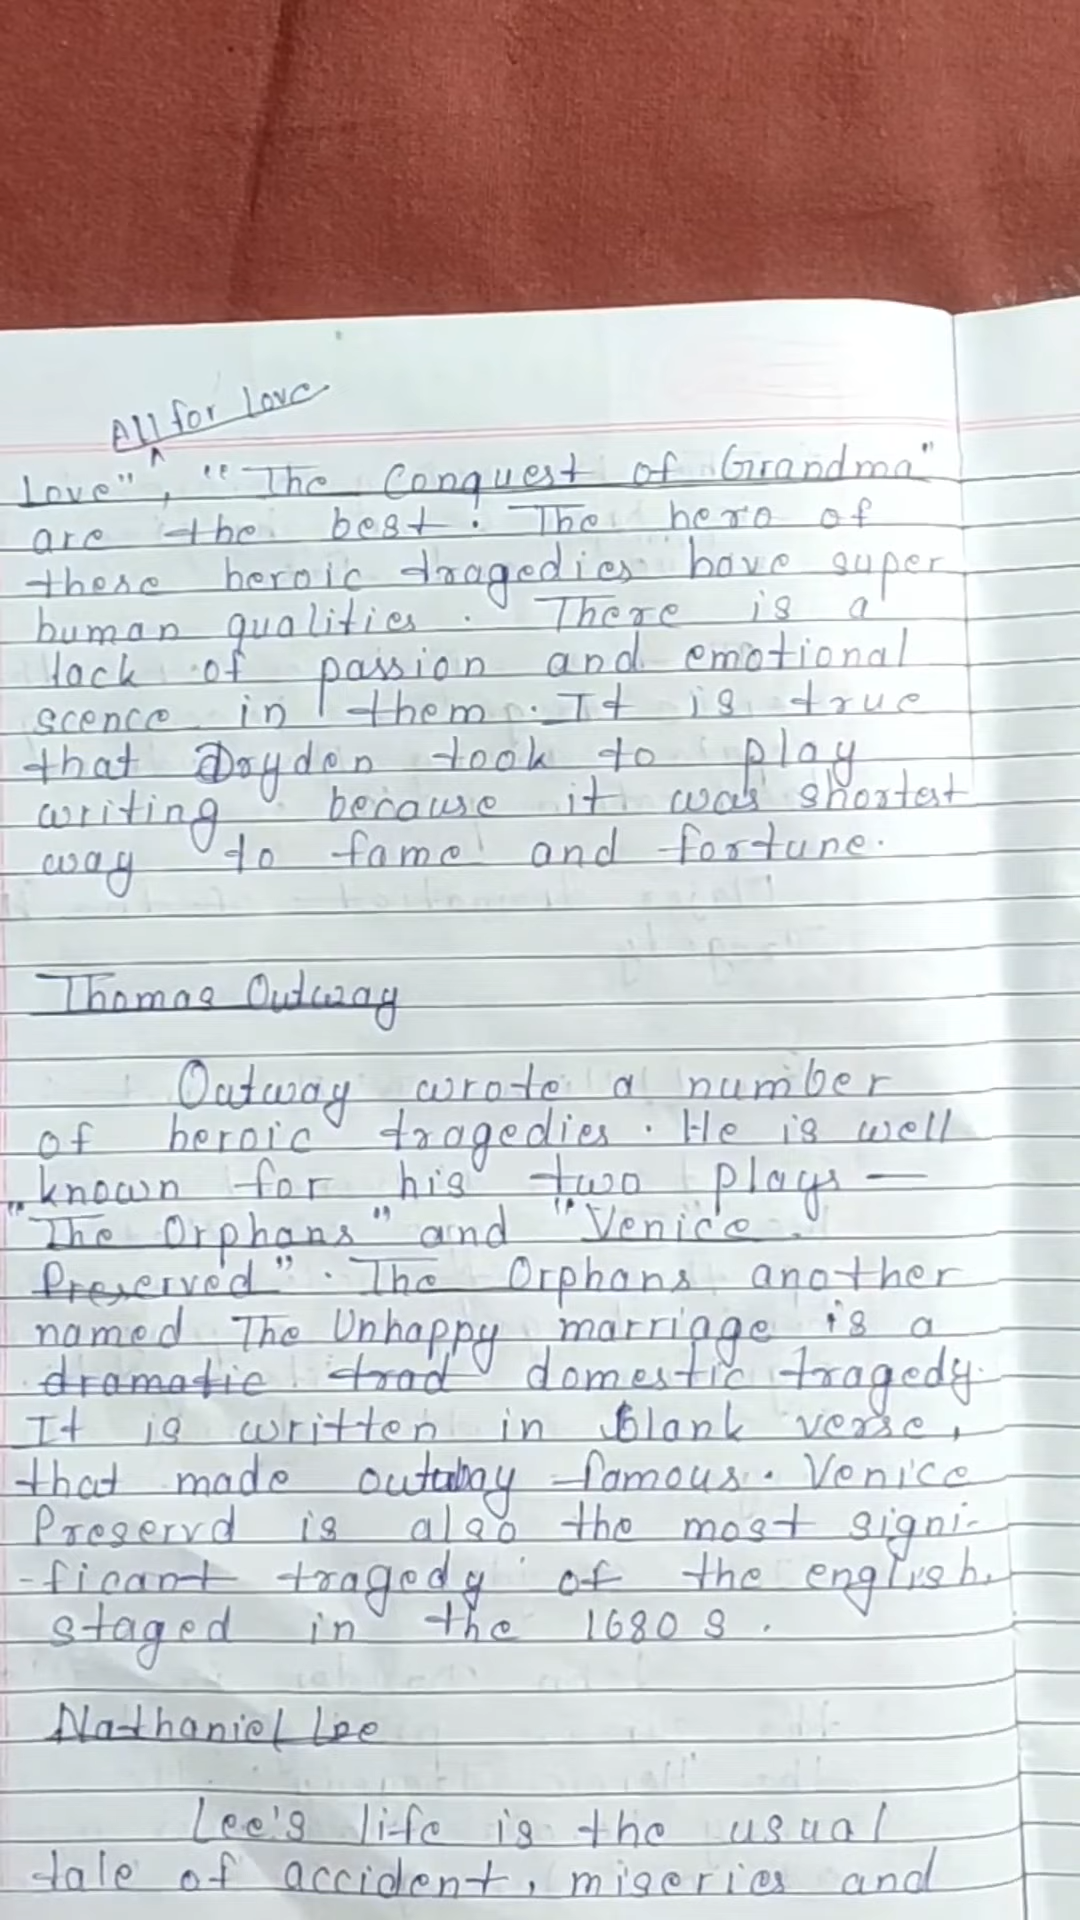 All for Love
Love", "The Conquest of Grandma"
are the best. The hero of
these heroic tragedies have super
human qualities. There is a
lack of passion and emotional
scence in them. It is true
that Dryden took to play
writing because it was shortest
way to fame and fortune.
Thomas Outway
Outway wrote a number
of heroic tragedies. He is well
known for his two plays —
"The Orphans" and "Venice
Preserved". The Orphans another
named The Unhappy marriage is a
dramatic trad domestic tragedy.
It is written in blank verse,
that made outway famous. Venice
Preservd is also the most signi-
-ficant tragedy of the english
staged in the 1680s.
Nathaniel Lee
Lee's life is the usual
tale of accident, miseries and